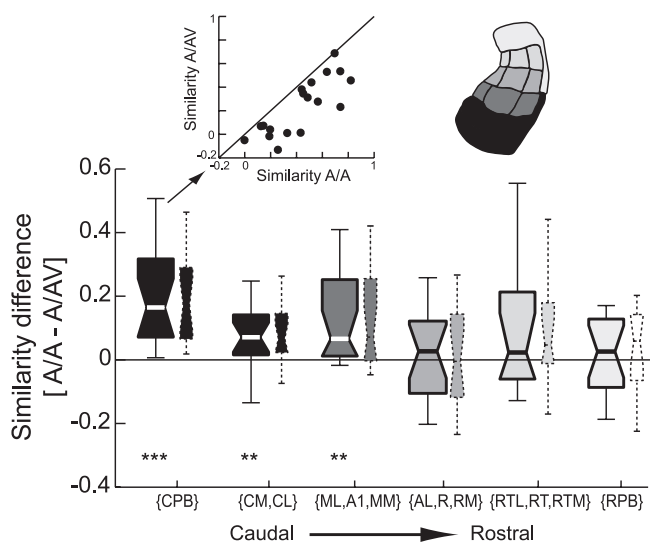 Similarity A/AV
1
0
-0.2
-0.2
0
1
Similarity A/A
Similarity difference
[ A/A - A/AV]
0.6
0.4
0.2
0
-0.2
-0.4
***
**
**
{CPB}
{CM,CL}
{ML,A1,MM}
{AL,R,RM}
{RTL,RT,RTM}
{RPB}
Caudal
Rostral